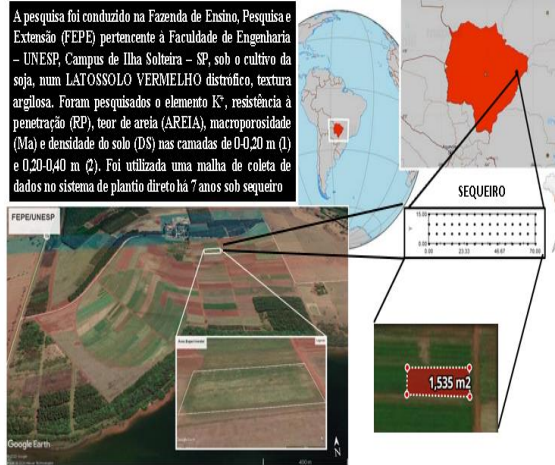 A pesquisa foi conduzido na Fazenda de Ensino, Pesquisa e
Extensão (FEPE) pertencente à Faculdade de Engenharia
– UNESP, Campus de Ilha Solteira – SP, sob o cultivo da
soja, num LATOSSOLO VERMELHO distrófico, textura
argilosa. Foram pesquisados o elemento K⁺, resistência à
penetração (RP), teor de areia (AREIA), macroporosidade
(Ma) e densidade do solo (DS) nas camadas de 0-0,20 m (1)
e 0,20-0,40 m (2). Foi utilizada uma malha de coleta de
dados no sistema de plantio direto há 7 anos sob sequeiro
SEQUEIRO
15.00
Y
0.00
0.00 23.33 46.67 70.00
FEPE/UNESP
1,535 m2
Google Earth
N
400 m